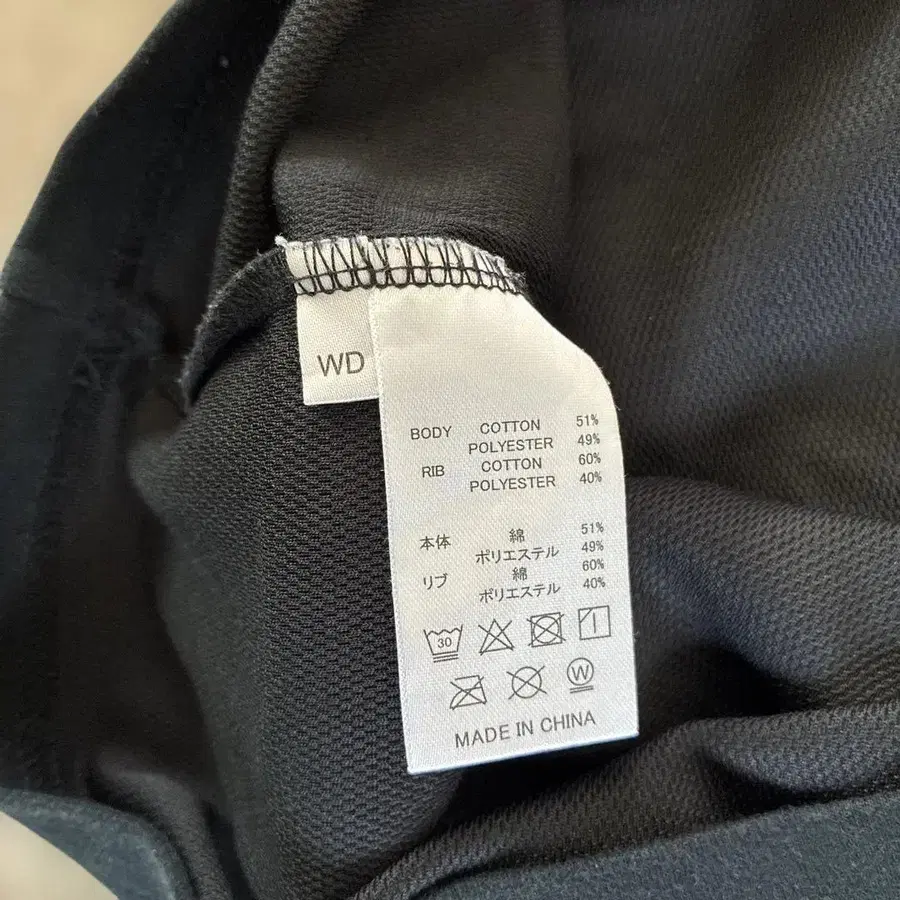 WD
BODY COTTON 51%
POLYESTER 49%
RIB COTTON 60%
POLYESTER 40%
本体 綿 51%
ポリエステル 49%
リブ 綿 60%
ポリエステル 40%
30
W
MADE IN CHINA